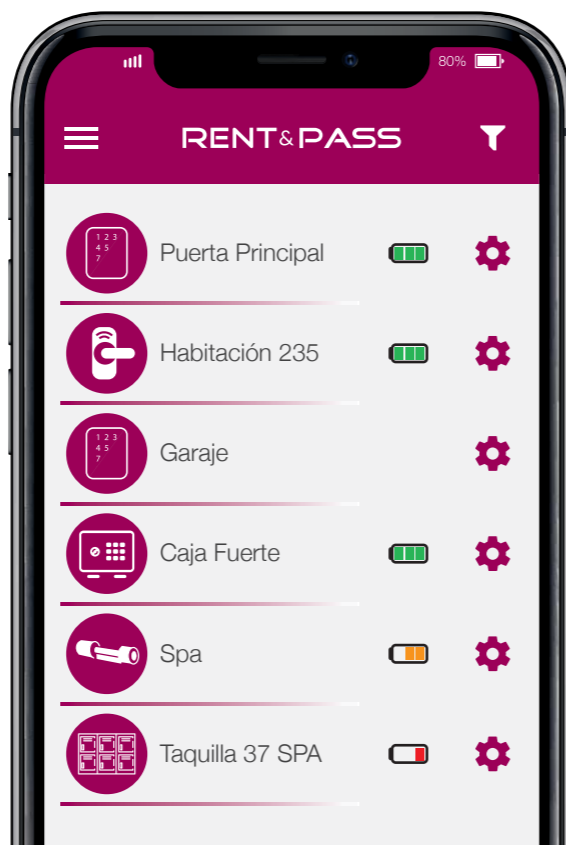 80%
RENT&PASS
1 2 3
4 5
7
Puerta Principal
Habitación 235
1 2 3
4 5
7
Garaje
Caja Fuerte
Spa
Taquilla 37 SPA